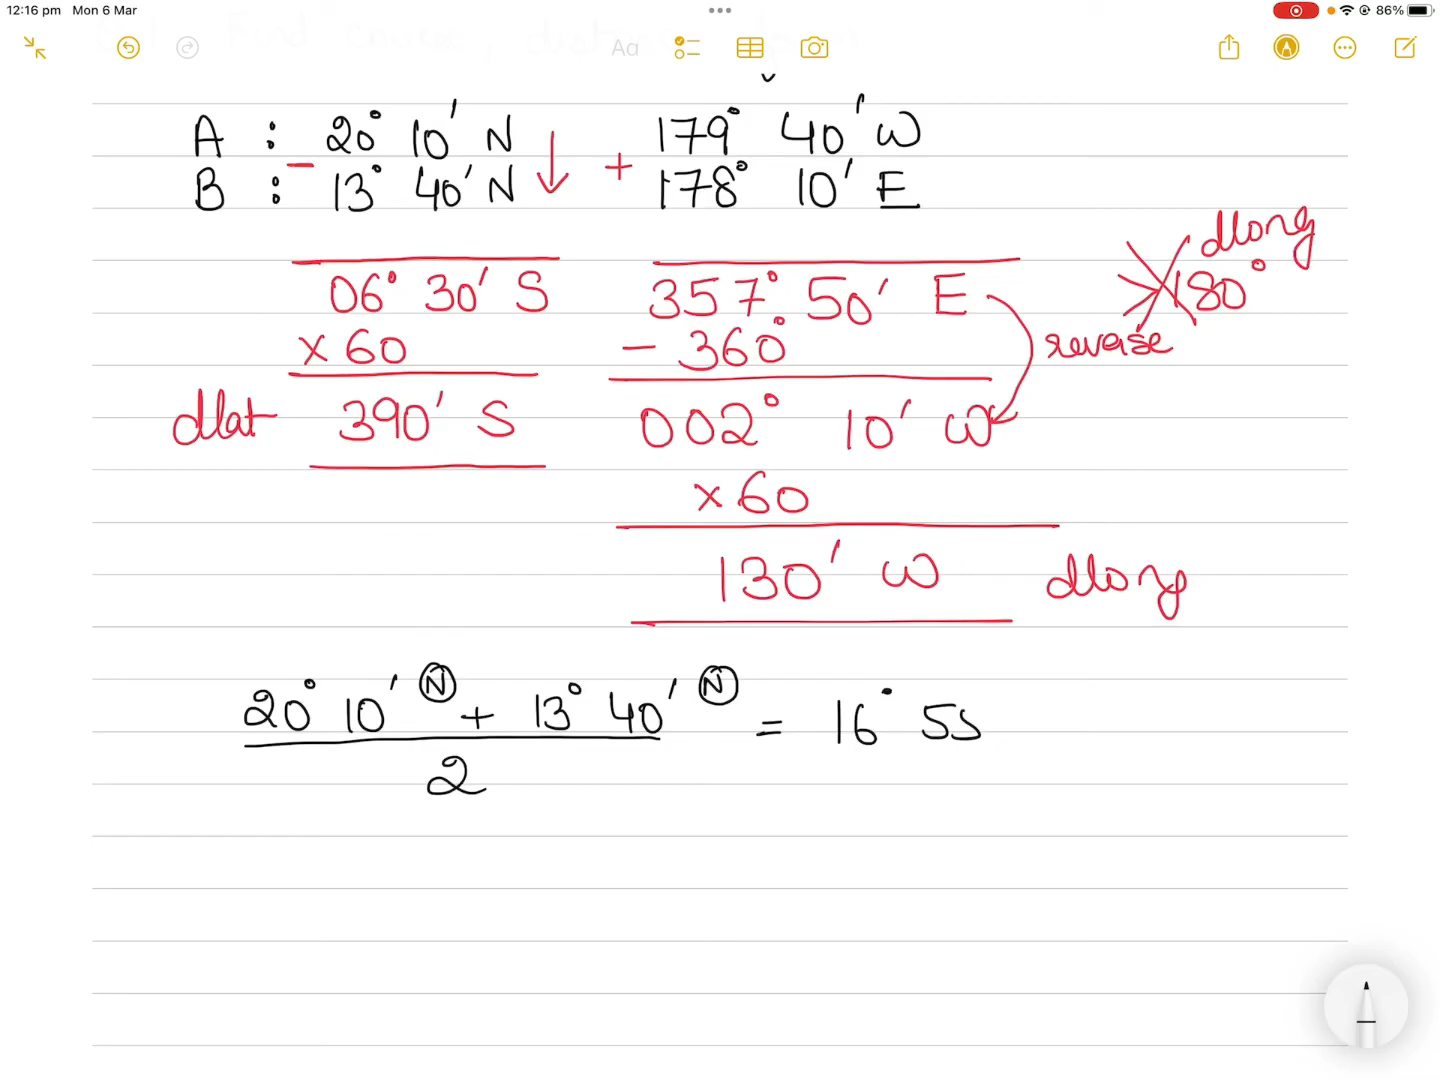 12:16 pm Mon 6 Mar
86%
Aa
A : 20° 10' N 179° 40' W
B : 13° 40' N 178° 10' E
− ↓ +
dlong
06° 30' S 357° 50' E 180°
× 60 − 360° reverse
dlat 390' S 002° 10' W
× 60
130' W dlong
20° 10' N + 13° 40' N = 16° 55
2